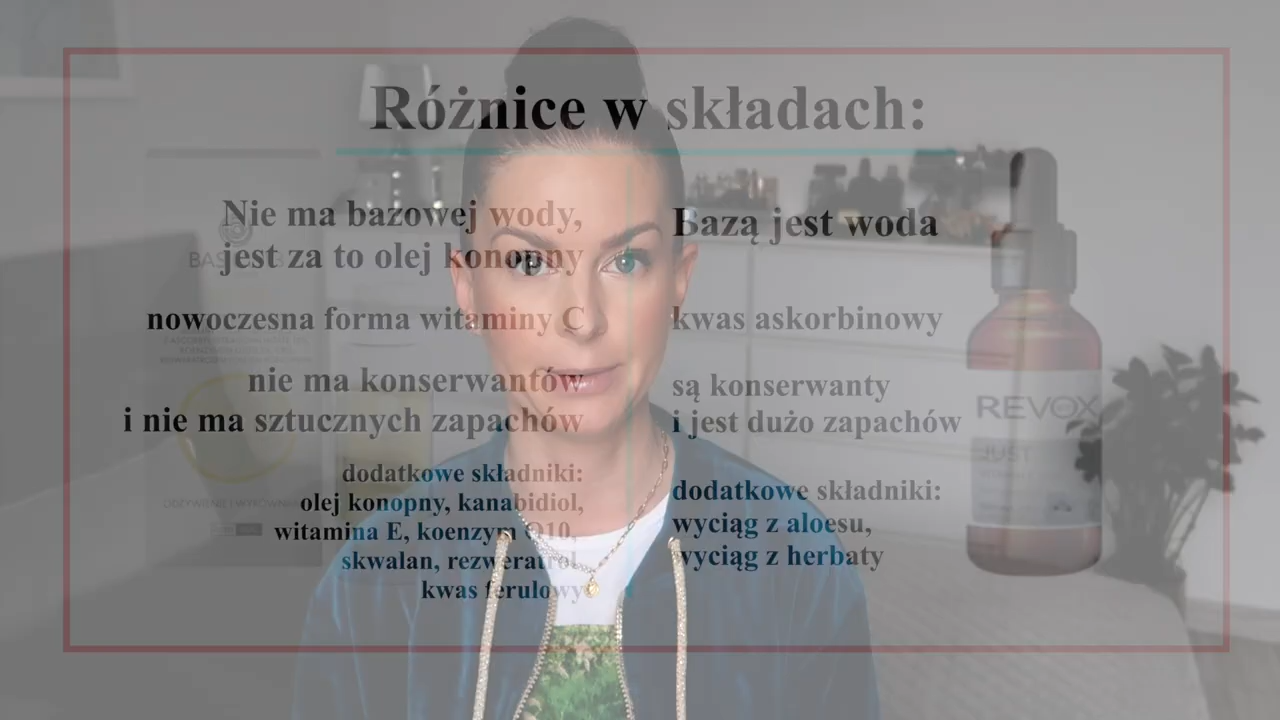 Różnice w składach:
Nie ma bazowej wody,
jest za to olej konopny
nowoczesna forma witaminy C
nie ma konserwantów
i nie ma sztucznych zapachów
dodatkowe składniki:
olej konopny, kanabidiol,
witamina E, koenzym Q10,
skwalan, rezweratrol,
kwas ferulowy
Bazą jest woda
kwas askorbinowy
są konserwanty
i jest dużo zapachów
dodatkowe składniki:
wyciąg z aloesu,
wyciąg z herbaty
REVOX
JUST